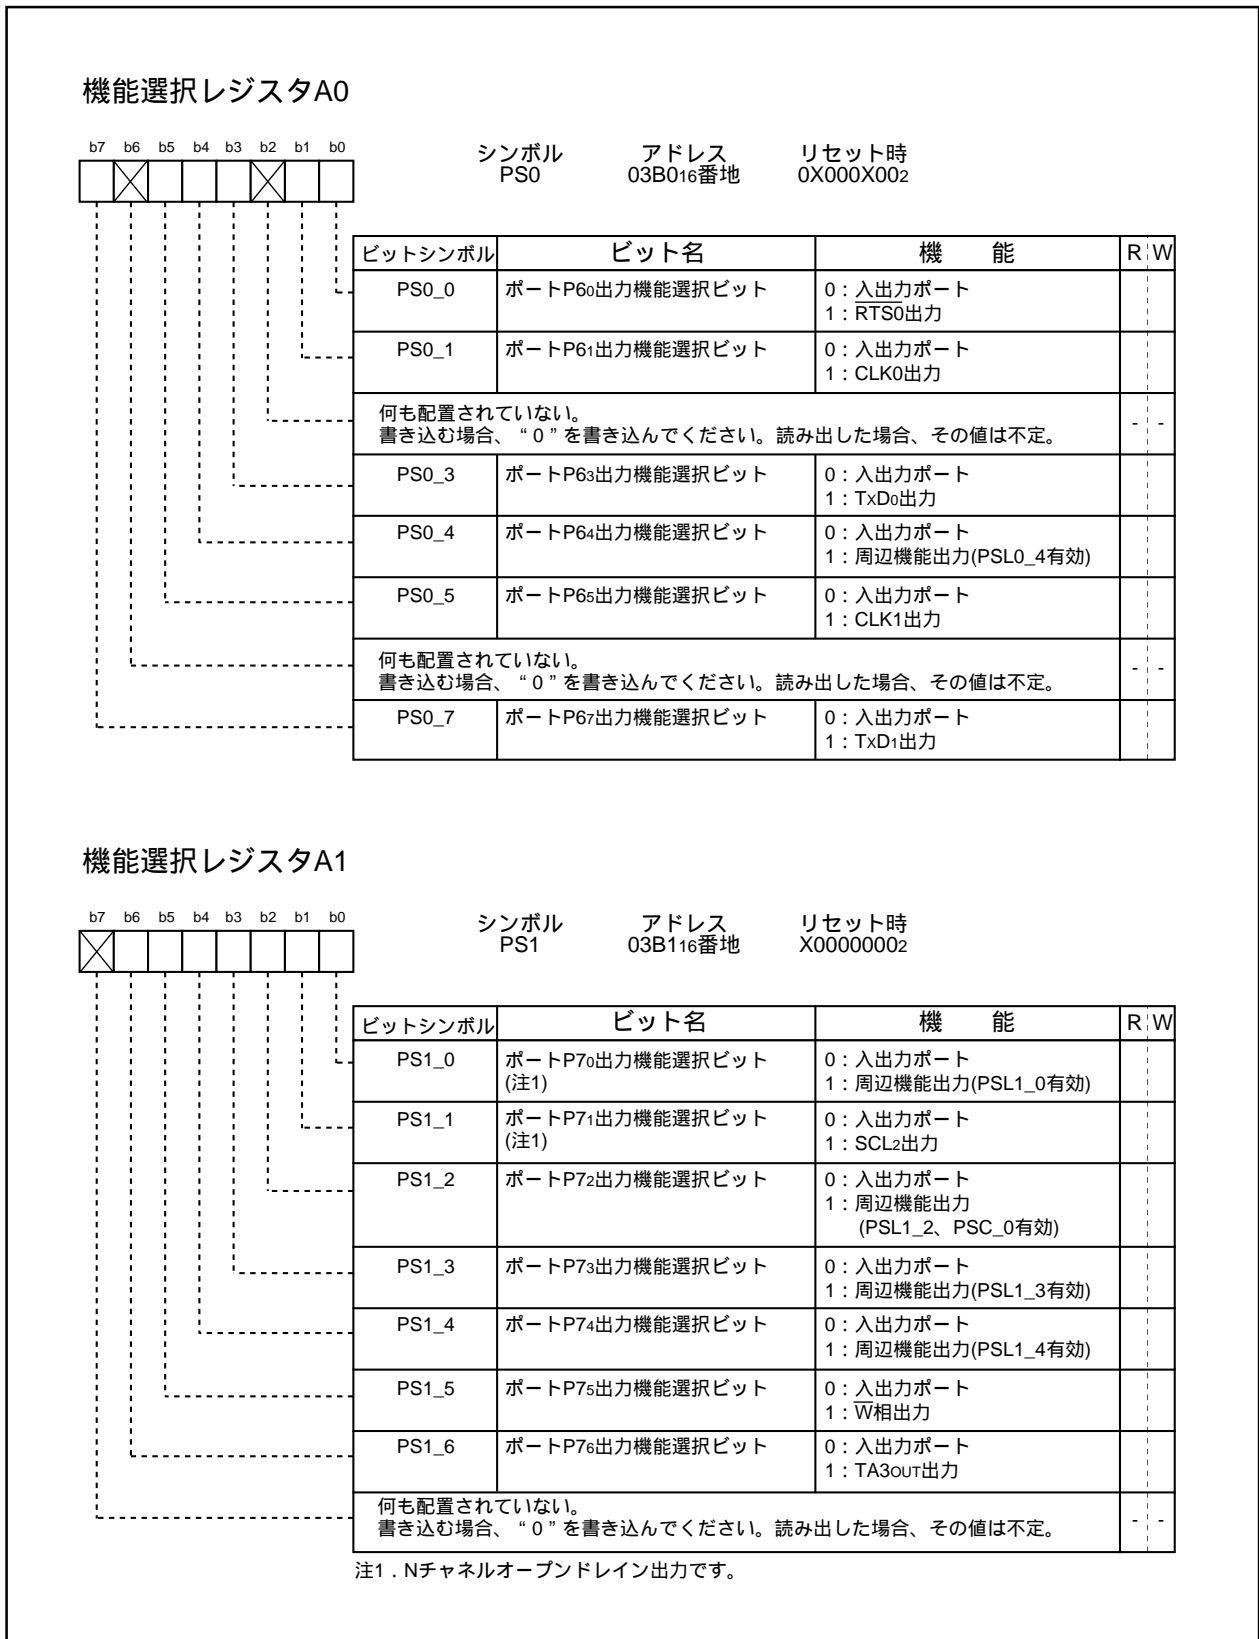 機能選択レジスタA0
b7 b6 b5 b4 b3 b2 b1 b0
シンボル アドレス リセット時
PS0 03B016番地 0X000X002
ビットシンボル ビット名 機 能 R W
PS0_0 ポートP60出力機能選択ビット 0：入出力ポート
1：RTS0出力
PS0_1 ポートP61出力機能選択ビット 0：入出力ポート
1：CLK0出力
何も配置されていない。
書き込む場合、“0”を書き込んでください。読み出した場合、その値は不定。 - -
PS0_3 ポートP63出力機能選択ビット 0：入出力ポート
1：TxD0出力
PS0_4 ポートP64出力機能選択ビット 0：入出力ポート
1：周辺機能出力(PSL0_4有効)
PS0_5 ポートP65出力機能選択ビット 0：入出力ポート
1：CLK1出力
何も配置されていない。
書き込む場合、“0”を書き込んでください。読み出した場合、その値は不定。 - -
PS0_7 ポートP67出力機能選択ビット 0：入出力ポート
1：TxD1出力
機能選択レジスタA1
b7 b6 b5 b4 b3 b2 b1 b0
シンボル アドレス リセット時
PS1 03B116番地 X00000002
ビットシンボル ビット名 機 能 R W
PS1_0 ポートP70出力機能選択ビット 0：入出力ポート
(注1) 1：周辺機能出力(PSL1_0有効)
PS1_1 ポートP71出力機能選択ビット 0：入出力ポート
(注1) 1：SCL2出力
PS1_2 ポートP72出力機能選択ビット 0：入出力ポート
1：周辺機能出力
(PSL1_2、PSC_0有効)
PS1_3 ポートP73出力機能選択ビット 0：入出力ポート
1：周辺機能出力(PSL1_3有効)
PS1_4 ポートP74出力機能選択ビット 0：入出力ポート
1：周辺機能出力(PSL1_4有効)
PS1_5 ポートP75出力機能選択ビット 0：入出力ポート
1：W相出力
PS1_6 ポートP76出力機能選択ビット 0：入出力ポート
1：TA3OUT出力
何も配置されていない。
書き込む場合、“0”を書き込んでください。読み出した場合、その値は不定。 - -
注1．Nチャネルオープンドレイン出力です。